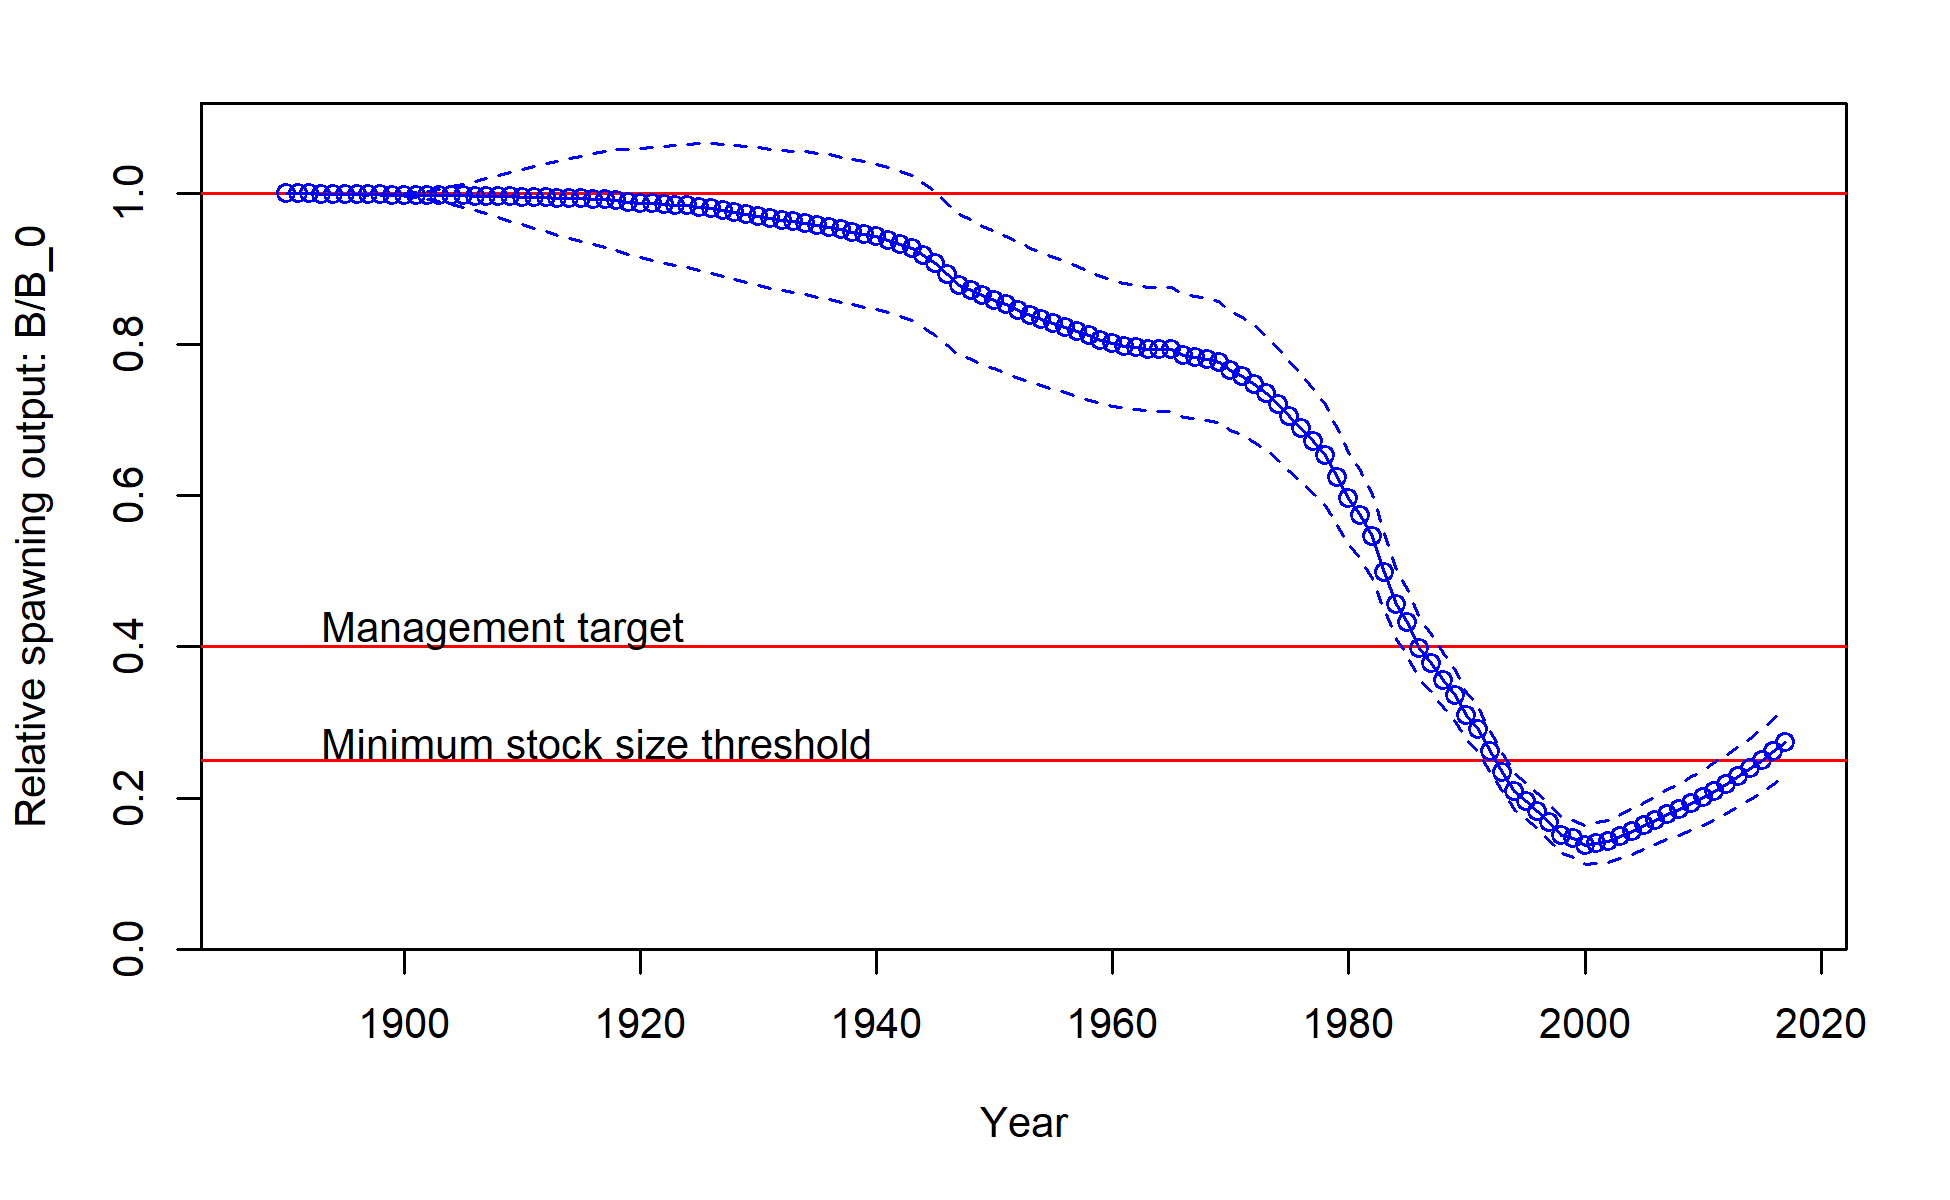 Relative spawning output: B/B_0
1.0
0.8
0.6
0.4
0.2
0.0
Management target
Minimum stock size threshold
1900 1920 1940 1960 1980 2000 2020
Year